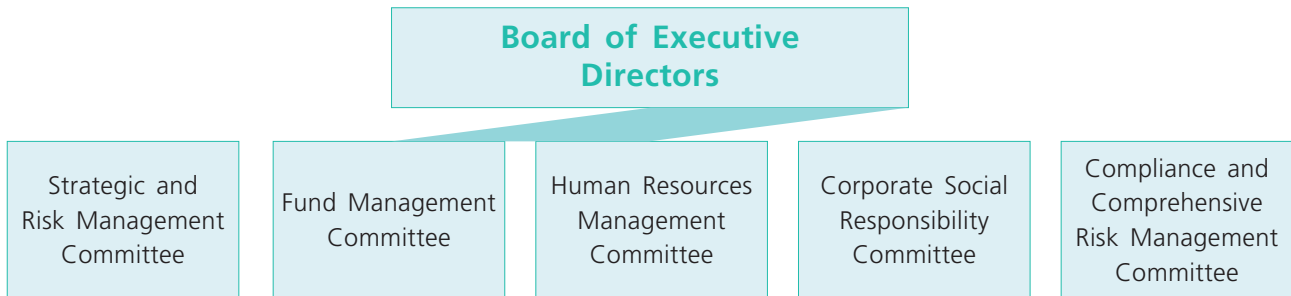 Board of Executive
Directors
Strategic and
Risk Management
Committee
Fund Management
Committee
Human Resources
Management
Committee
Corporate Social
Responsibility
Committee
Compliance and
Comprehensive
Risk Management
Committee